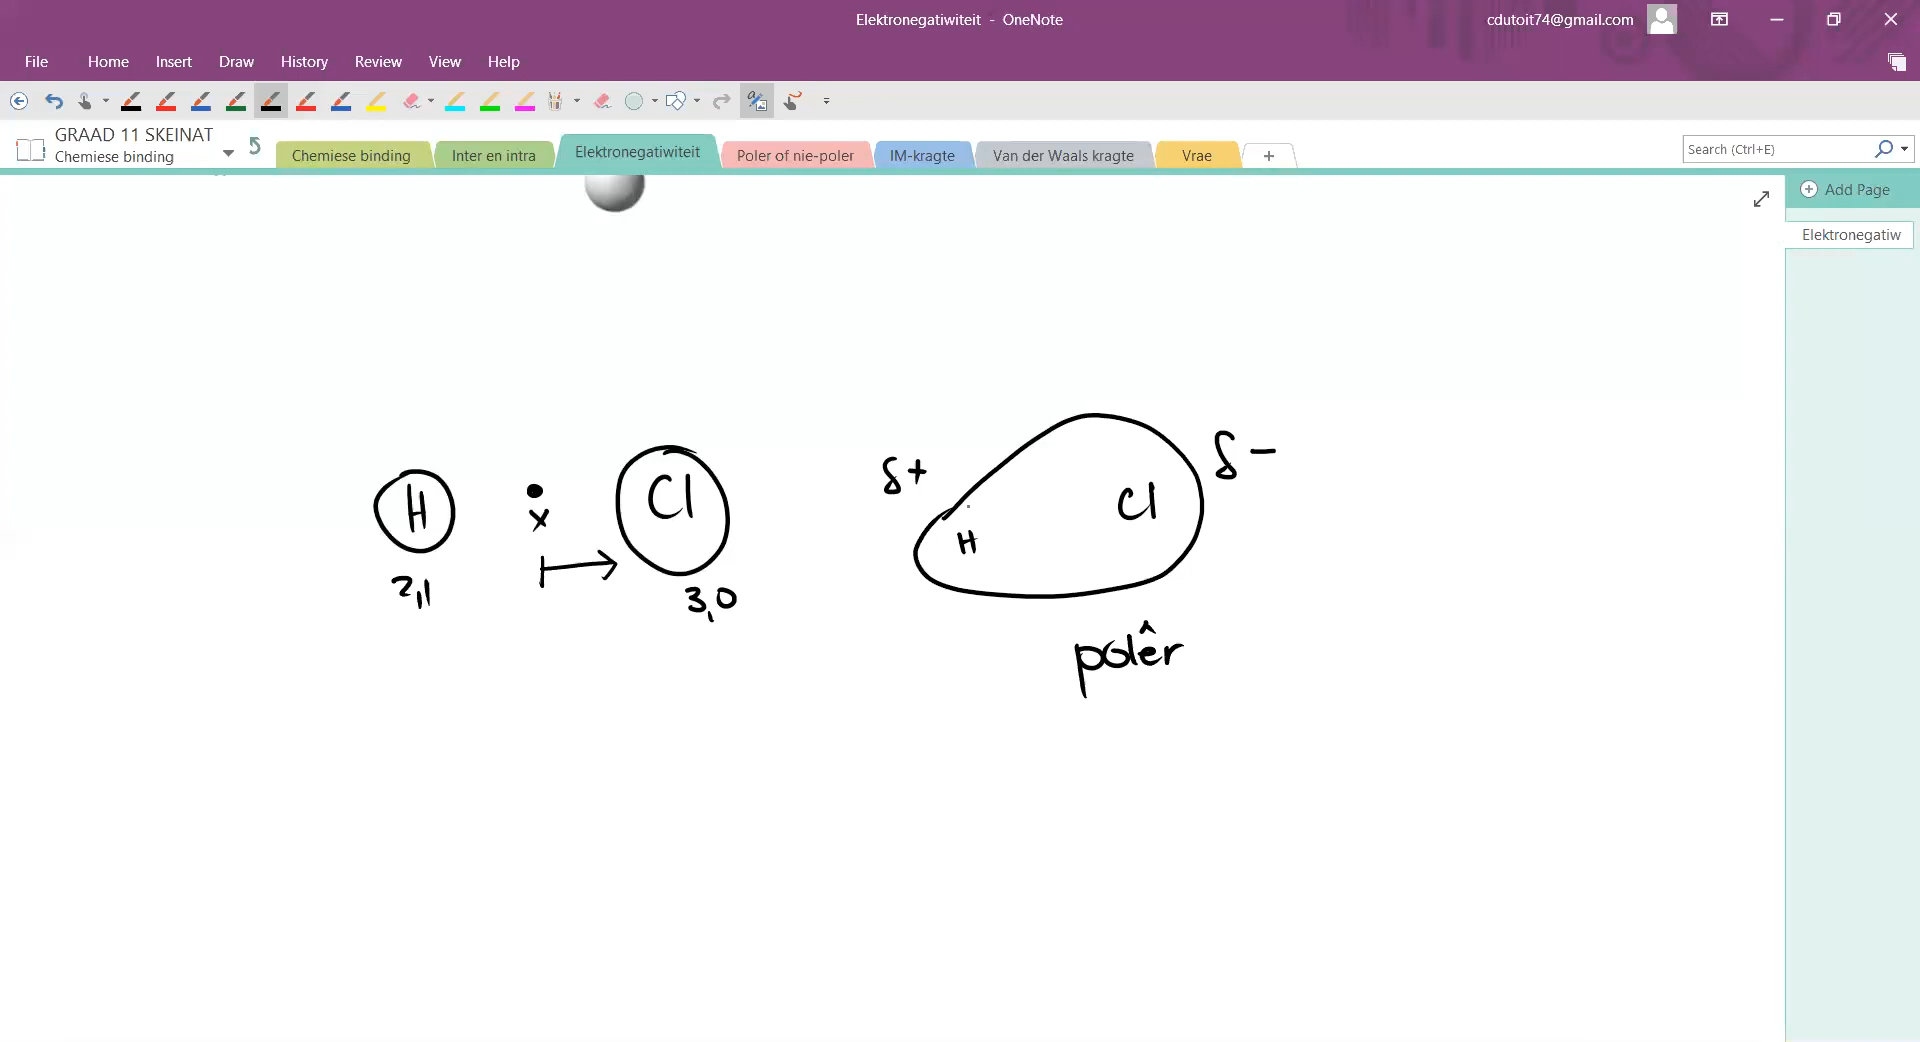 Elektronegatiwiteit - OneNote
cdutoit74@gmail.com
File Home Insert Draw History Review View Help
GRAAD 11 SKEINAT
Chemiese binding
Chemiese binding Inter en intra Elektronegatiwiteit Poler of nie-poler IM-kragte Van der Waals kragte Vrae +
Search (Ctrl+E)
Add Page
Elektronegatiw
δ+ δ-
H • x Cl H Cl
2,1 3,0
polêr